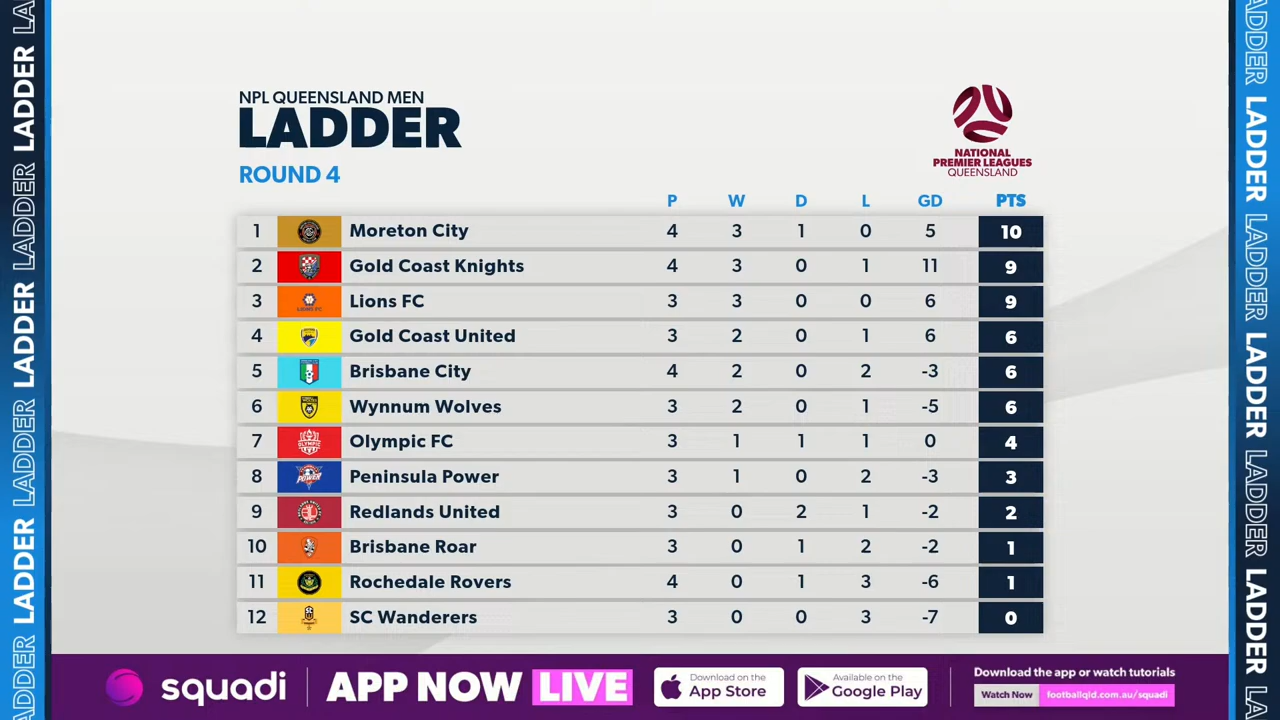 NPL QUEENSLAND MEN
LADDER
ROUND 4
NATIONAL
PREMIER LEAGUES
QUEENSLAND
P W D L GD PTS
1 Moreton City 4 3 1 0 5 10
2 Gold Coast Knights 4 3 0 1 11 9
3 LIONS FC Lions FC 3 3 0 0 6 9
4 Gold Coast United 3 2 0 1 6 6
5 Brisbane City 4 2 0 2 -3 6
6 Wynnum Wolves 3 2 0 1 -5 6
7 OLYMPIC Olympic FC 3 1 1 1 0 4
8 POWER Peninsula Power 3 1 0 2 -3 3
9 Redlands United 3 0 2 1 -2 2
10 Brisbane Roar 3 0 1 2 -2 1
11 Rochedale Rovers 4 0 1 3 -6 1
12 SC Wanderers 3 0 0 3 -7 0
squadi
APP NOW LIVE
Download on the
App Store
Available on the
Google Play
Download the app or watch tutorials
Watch Now footballqld.com.au/squadi
LA
LADDER
LADDER
LADDER
LADDER
LADDER
LADDER
LADDER
LADDER
LADDER
LADDER
LADDER
LADDER
LA